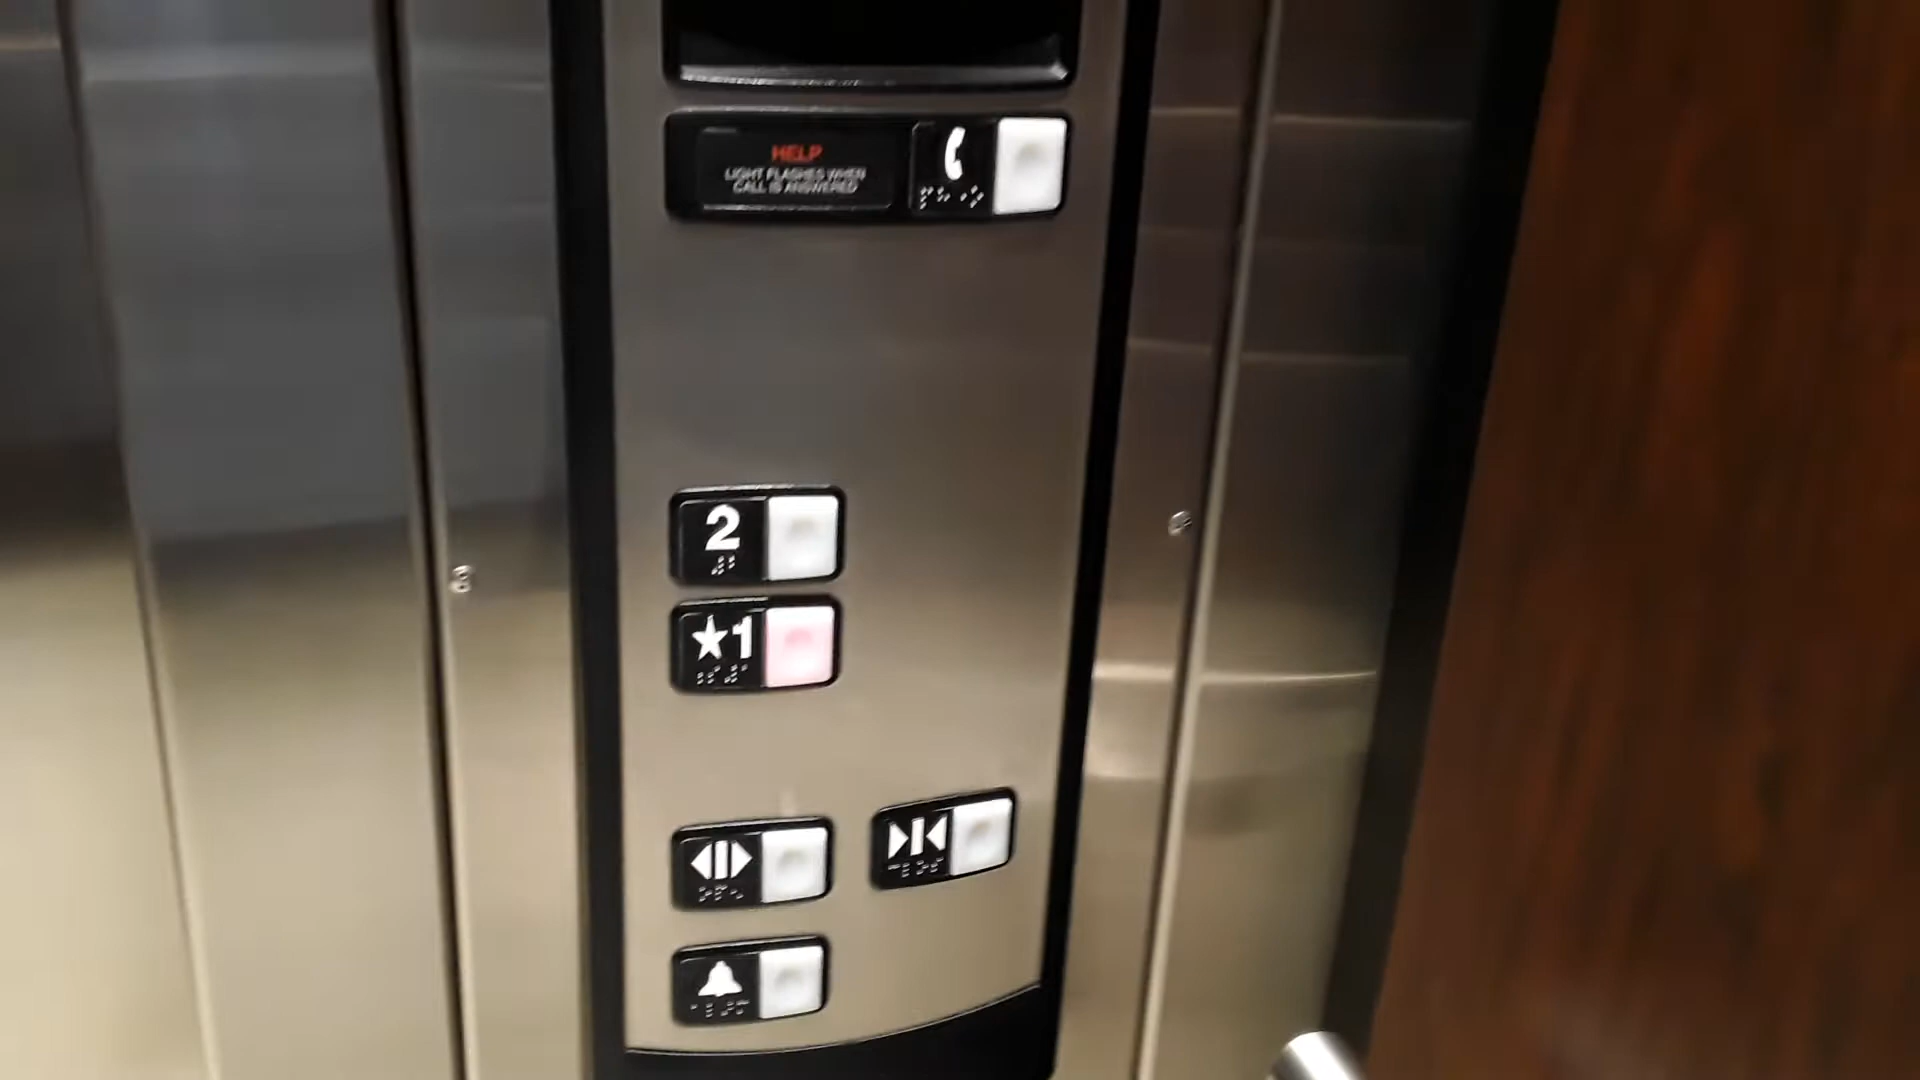 HELP
LIGHT FLASHES WHEN
CALL IS ANSWERED
2
★1